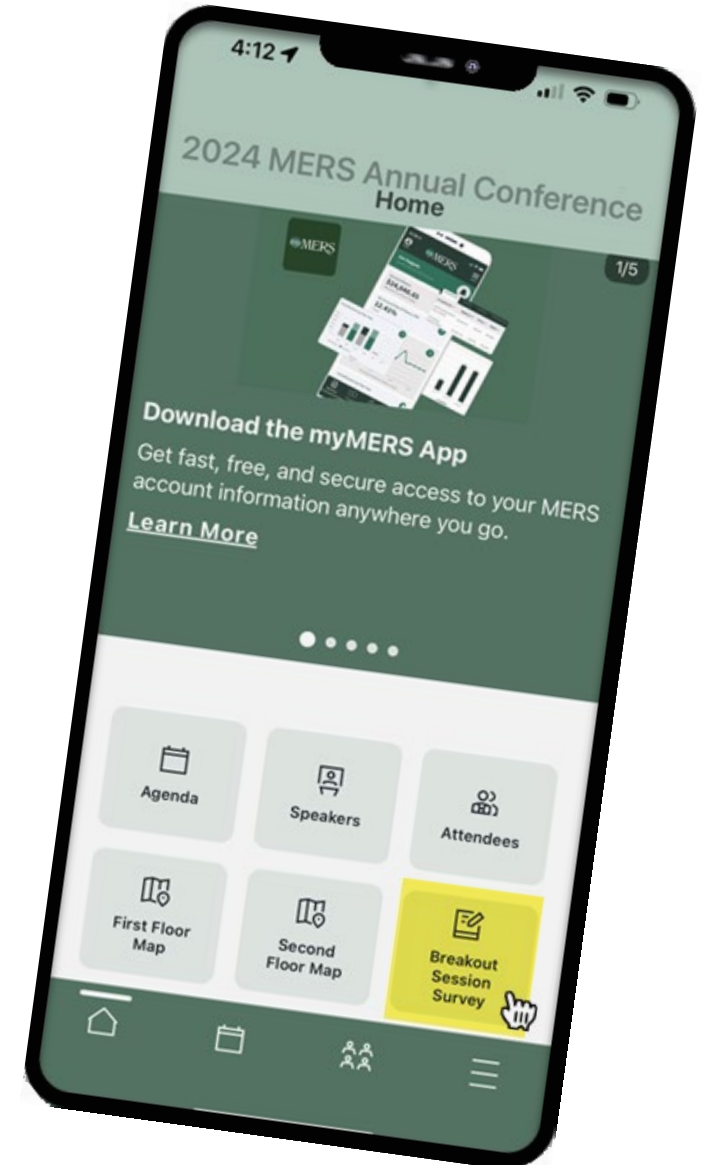 4:12
2024 MERS Annual Conference
Home
MERS
MERS
1/5
Download the myMERS App
Get fast, free, and secure access to your MERS
account information anywhere you go.
Learn More
Agenda
Speakers
Attendees
First Floor
Map
Second
Floor Map
Breakout
Session
Survey